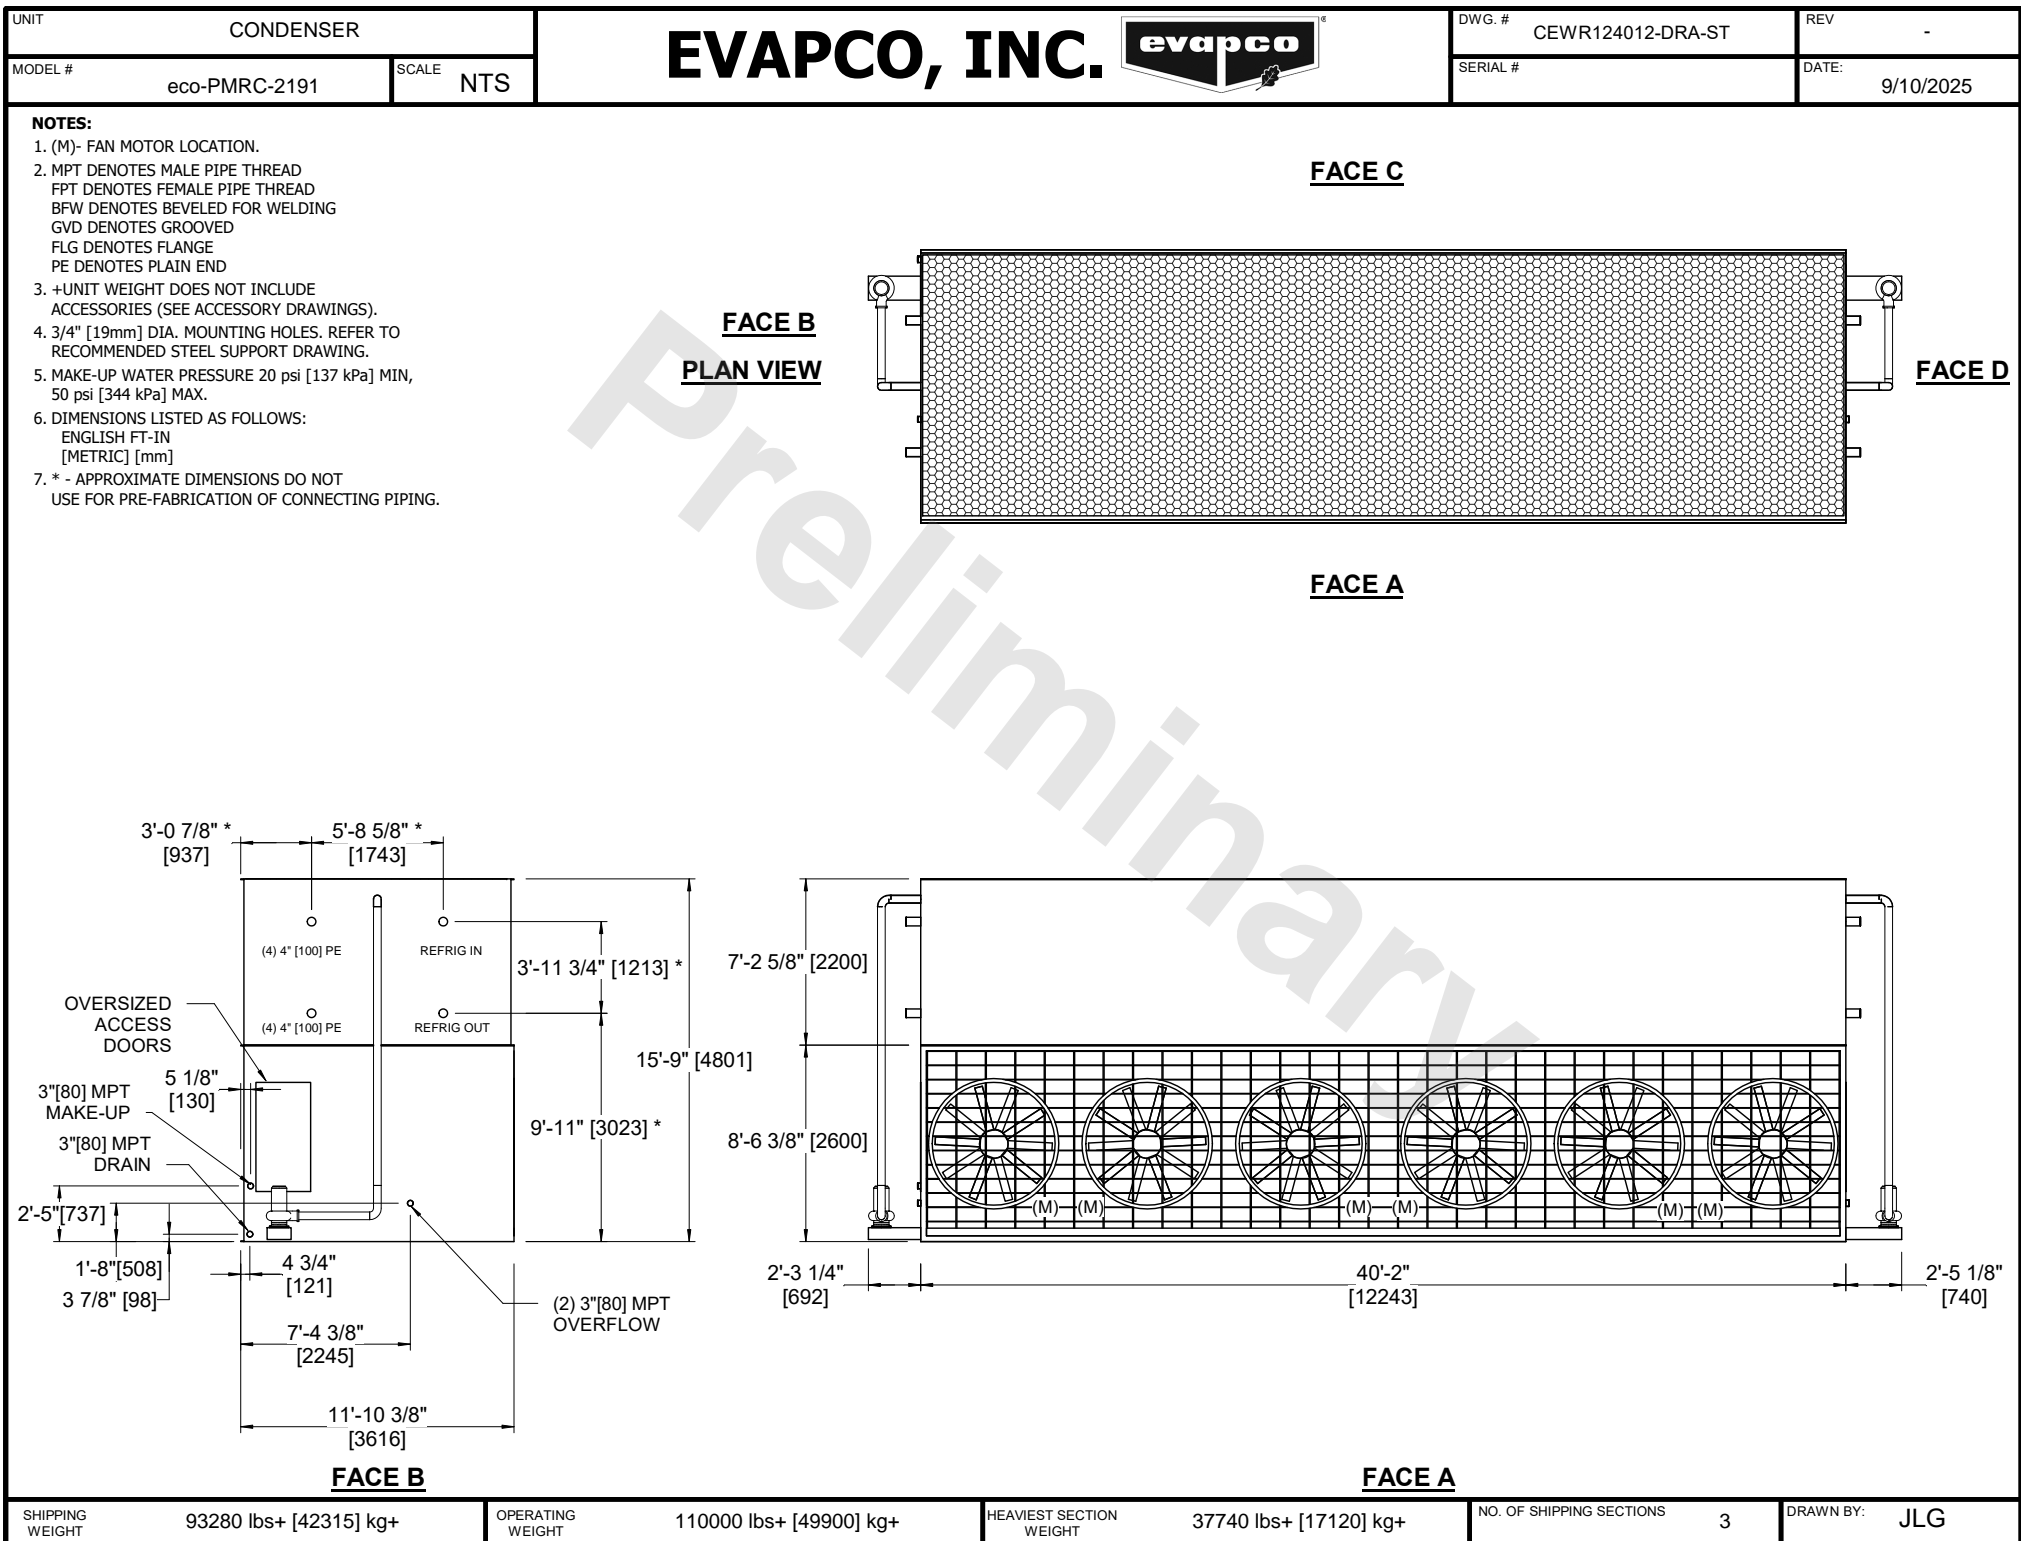 UNIT
CONDENSER
MODEL #
eco-PMRC-2191
SCALE
NTS
EVAPCO, INC.
evapco
®
DWG. #
CEWR124012-DRA-ST
REV
-
SERIAL #
DATE:
9/10/2025
NOTES:
1. (M)- FAN MOTOR LOCATION.
2. MPT DENOTES MALE PIPE THREAD
FPT DENOTES FEMALE PIPE THREAD
BFW DENOTES BEVELED FOR WELDING
GVD DENOTES GROOVED
FLG DENOTES FLANGE
PE DENOTES PLAIN END
3. +UNIT WEIGHT DOES NOT INCLUDE
ACCESSORIES (SEE ACCESSORY DRAWINGS).
4. 3/4" [19mm] DIA. MOUNTING HOLES. REFER TO
RECOMMENDED STEEL SUPPORT DRAWING.
5. MAKE-UP WATER PRESSURE 20 psi [137 kPa] MIN,
50 psi [344 kPa] MAX.
6. DIMENSIONS LISTED AS FOLLOWS:
ENGLISH FT-IN
[METRIC] [mm]
7. * - APPROXIMATE DIMENSIONS DO NOT
USE FOR PRE-FABRICATION OF CONNECTING PIPING.
FACE C
FACE B
PLAN VIEW
FACE D
FACE A
Preliminary
3'-0 7/8" *
[937]
5'-8 5/8" *
[1743]
(4) 4" [100] PE
REFRIG IN
3'-11 3/4" [1213] *
(4) 4" [100] PE
REFRIG OUT
OVERSIZED
ACCESS
DOORS
15'-9" [4801]
5 1/8"
[130]
3"[80] MPT
MAKE-UP
3"[80] MPT
DRAIN
9'-11" [3023] *
2'-5"[737]
1'-8"[508]
3 7/8" [98]
4 3/4"
[121]
(2) 3"[80] MPT
OVERFLOW
7'-4 3/8"
[2245]
11'-10 3/8"
[3616]
FACE B
7'-2 5/8" [2200]
8'-6 3/8" [2600]
(M) (M) (M) (M) (M) (M)
2'-3 1/4"
[692]
40'-2"
[12243]
2'-5 1/8"
[740]
FACE A
SHIPPING
WEIGHT
93280 lbs+ [42315] kg+
OPERATING
WEIGHT
110000 lbs+ [49900] kg+
HEAVIEST SECTION
WEIGHT
37740 lbs+ [17120] kg+
NO. OF SHIPPING SECTIONS
3
DRAWN BY:
JLG